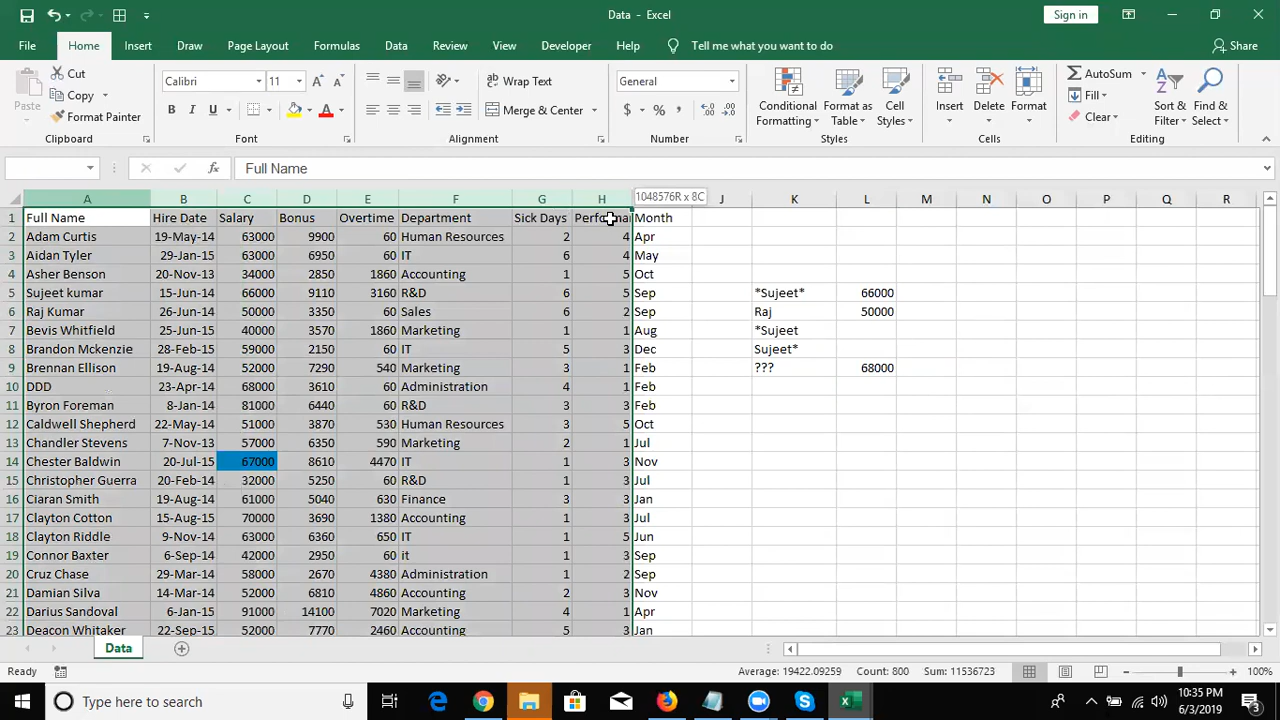 Data - Excel
Sign in
File Home Insert Draw Page Layout Formulas Data Review View Developer Help Tell me what you want to do Share
Paste
Cut
Copy
Format Painter
Clipboard
Calibri 11
B I U
Font
Wrap Text
Merge & Center
Alignment
General
$ % ,
Number
Conditional Formatting
Format as Table
Cell Styles
Styles
Insert Delete Format
Cells
AutoSum
Fill
Clear
Sort & Filter
Find & Select
Editing
fx Full Name
1048576R x 8C
A B C D E F G H J K L M N O P Q R
1 Full Name Hire Date Salary Bonus Overtime Department Sick Days Month
2 Adam Curtis 19-May-14 63000 9900 60 Human Resources 2 4 Apr
3 Aidan Tyler 29-Jan-15 63000 6950 60 IT 6 4 May
4 Asher Benson 20-Nov-13 34000 2850 1860 Accounting 1 5 Oct
5 Sujeet kumar 15-Jun-14 66000 9110 3160 R&D 6 5 Sep *Sujeet* 66000
6 Raj Kumar 26-Jun-14 50000 3350 60 Sales 6 2 Sep Raj 50000
7 Bevis Whitfield 25-Jun-15 40000 3570 1860 Marketing 1 1 Aug *Sujeet
8 Brandon Mckenzie 28-Feb-15 59000 2150 60 IT 5 3 Dec Sujeet*
9 Brennan Ellison 19-Aug-14 52000 7290 540 Marketing 3 1 Feb ??? 68000
10 DDD 23-Apr-14 68000 3610 60 Administration 4 1 Feb
11 Byron Foreman 8-Jan-14 81000 6440 60 R&D 3 3 Feb
12 Caldwell Shepherd 22-May-14 51000 3870 530 Human Resources 3 5 Oct
13 Chandler Stevens 7-Nov-13 57000 6350 590 Marketing 2 1 Jul
14 Chester Baldwin 20-Jul-15 67000 8610 4470 IT 1 3 Nov
15 Christopher Guerra 20-Feb-14 32000 5250 60 R&D 1 3 Jul
16 Ciaran Smith 19-Aug-14 61000 5040 630 Finance 3 3 Jan
17 Clayton Cotton 15-Aug-15 70000 3690 1380 Accounting 1 3 Jul
18 Clayton Riddle 9-Nov-14 63000 6360 650 IT 1 5 Jun
19 Connor Baxter 6-Sep-14 42000 2950 60 it 1 3 Sep
20 Cruz Chase 29-Mar-14 58000 2670 4380 Administration 1 2 Sep
21 Damian Silva 14-Mar-14 52000 6810 4860 Accounting 2 3 Nov
22 Darius Sandoval 6-Jan-15 91000 14100 7020 Marketing 4 1 Apr
23 Deacon Whitaker 22-Sep-15 52000 7770 2460 Accounting 5 3 Jan
Data
Ready Average: 19422.09259 Count: 800 Sum: 11536723 100%
Type here to search
10:35 PM
6/3/2019
3